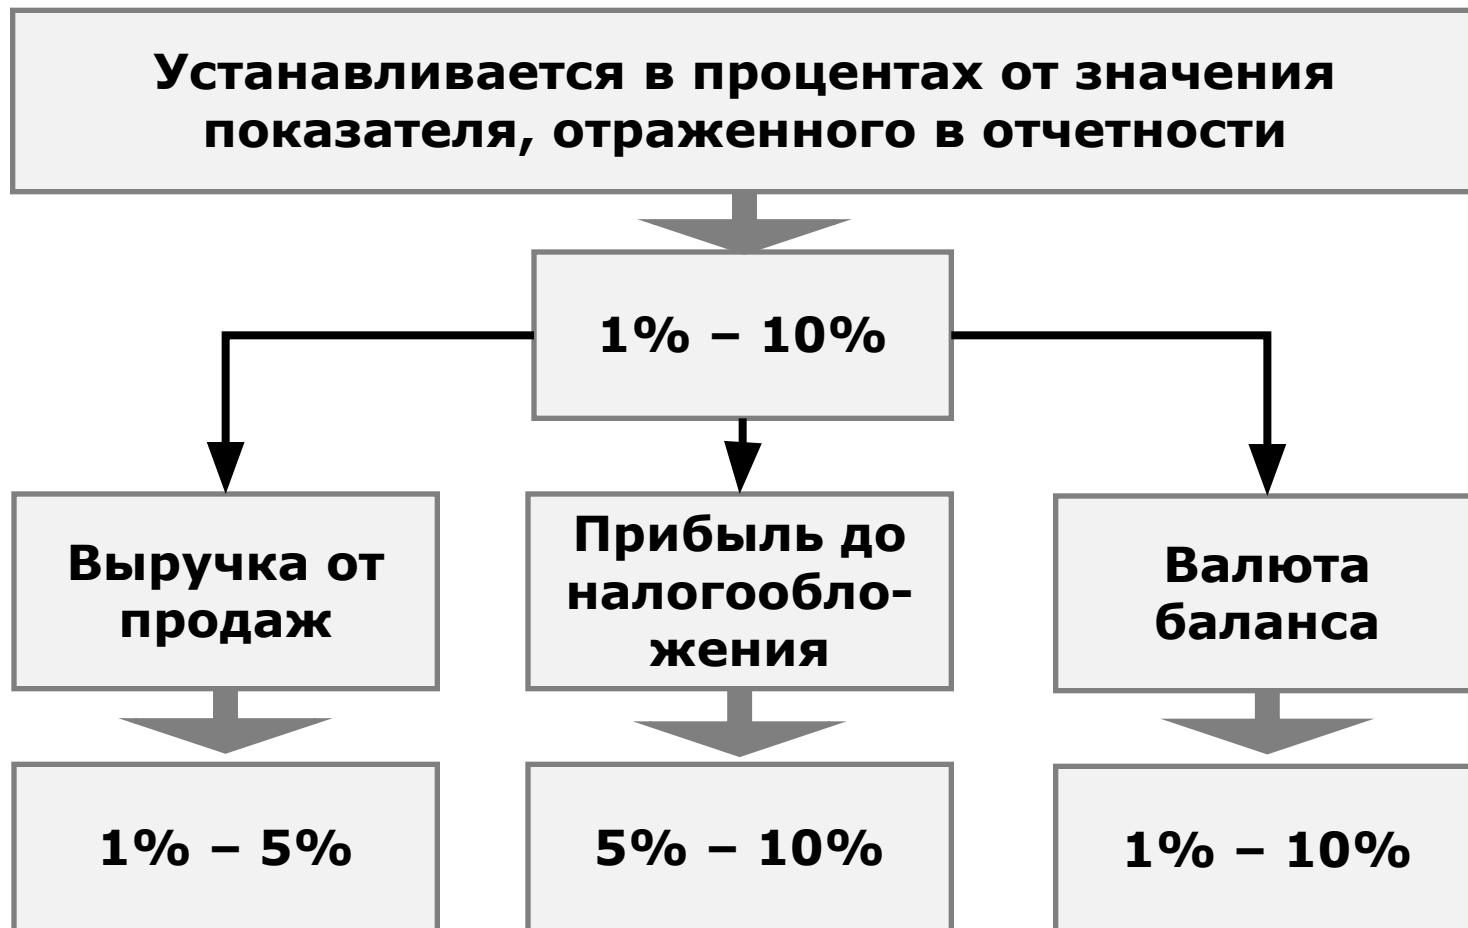 Устанавливается в процентах от значения
показателя, отраженного в отчетности
1% – 10%
Выручка от
продаж
Прибыль до
налогообло-
жения
Валюта
баланса
1% – 5%
5% – 10%
1% – 10%